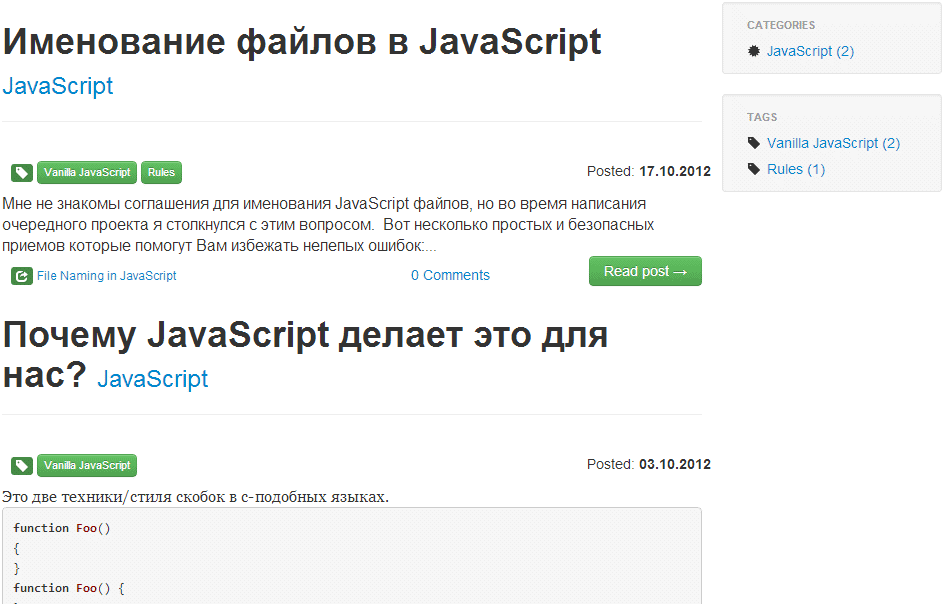 Именование файлов в JavaScript
JavaScript
Vanilla JavaScript Rules Posted: 17.10.2012
Мне не знакомы соглашения для именования JavaScript файлов, но во время написания
очередного проекта я столкнулся с этим вопросом. Вот несколько простых и безопасных
приемов которые помогут Вам избежать нелепых ошибок:...
File Naming in JavaScript 0 Comments Read post →
Почему JavaScript делает это для
нас? JavaScript
Vanilla JavaScript Posted: 03.10.2012
Это две техники/стиля скобок в с-подобных языках.
function Foo()
{
}
function Foo() {
CATEGORIES
JavaScript (2)
TAGS
Vanilla JavaScript (2)
Rules (1)